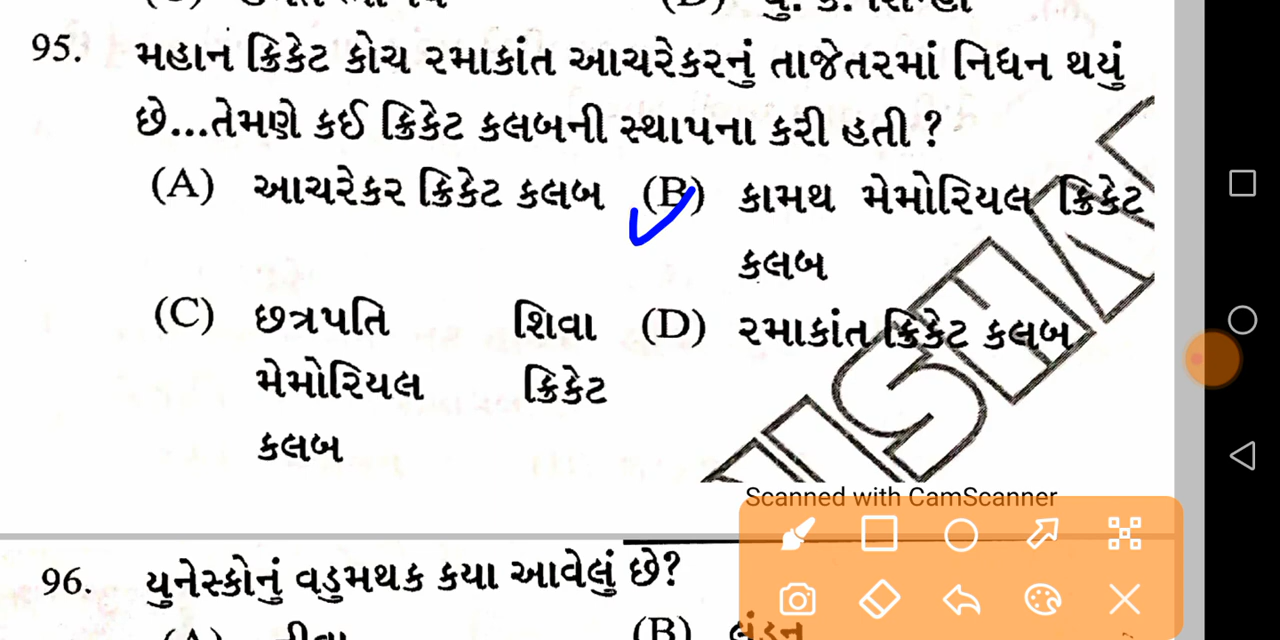 95. મહાન ક્રિકેટ કોચ રમાકાંત આચરેકરનું તાજેતરમાં નિધન થયું
છે...તેમણે કઈ ક્રિકેટ કલબની સ્થાપના કરી હતી ?
(A) આચરેકર ક્રિકેટ કલબ (B) કામથ મેમોરિયલ ક્રિકેટ
કલબ
(C) છત્રપતિ શિવા (D) રમાકાંત ક્રિકેટ કલબ
મેમોરિયલ ક્રિકેટ
કલબ
Scanned with CamScanner
96. યુનેસ્કોનું વડુમથક કયા આવેલું છે?
(B) લંડન